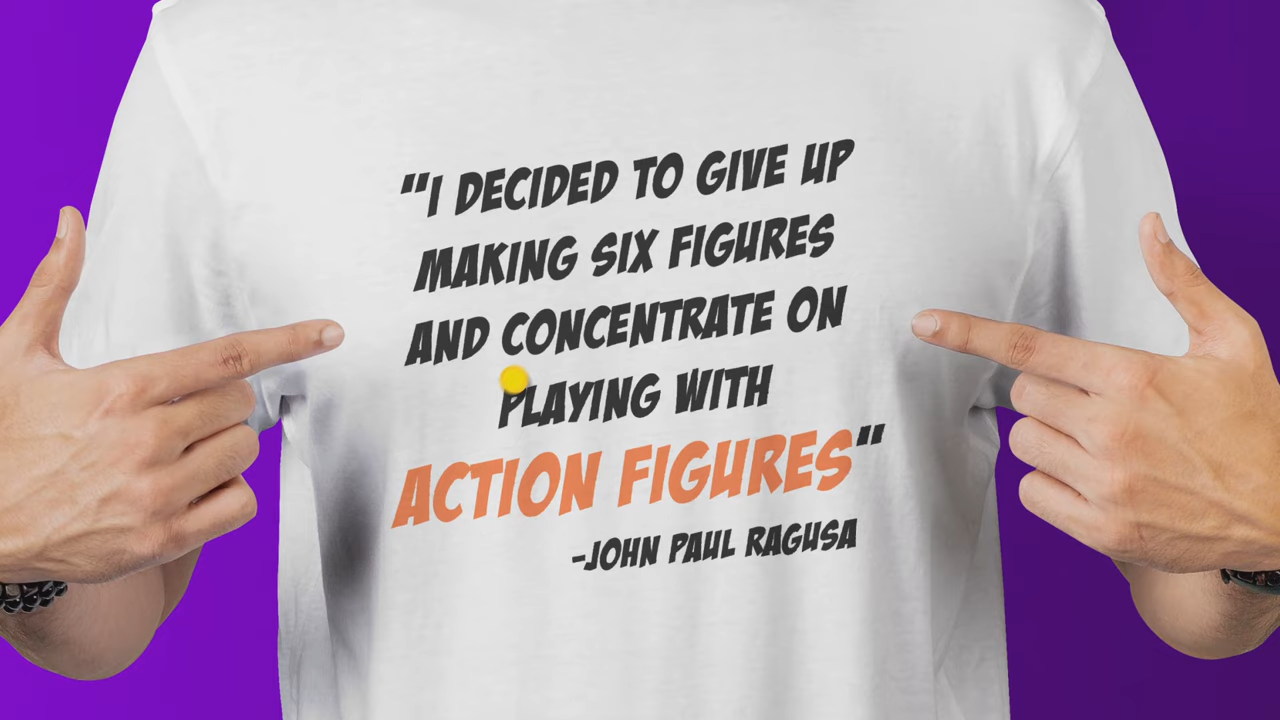 "I DECIDED TO GIVE UP
MAKING SIX FIGURES
AND CONCENTRATE ON
PLAYING WITH
ACTION FIGURES"
-JOHN PAUL RAGUSA